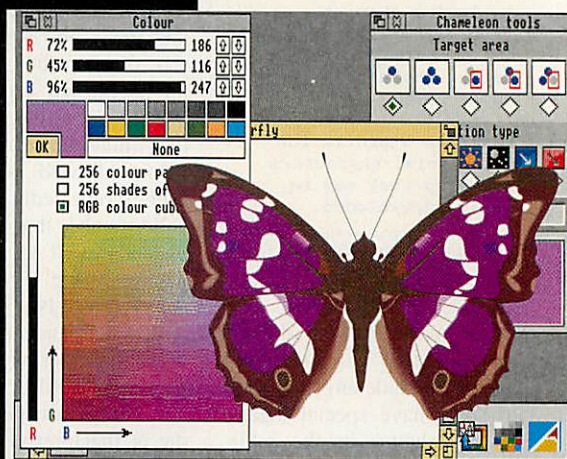 Colour
R 72% 186
G 45% 116
B 96% 247
OK None
256 colour pa
256 shades of
RGB colour cub
G
R B
Chameleon tools
Target area
rfly
tion type